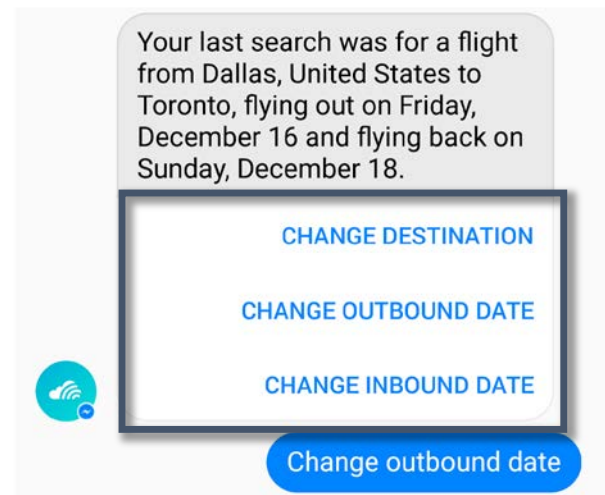 Your last search was for a flight
from Dallas, United States to
Toronto, flying out on Friday,
December 16 and flying back on
Sunday, December 18.
CHANGE DESTINATION
CHANGE OUTBOUND DATE
CHANGE INBOUND DATE
Change outbound date